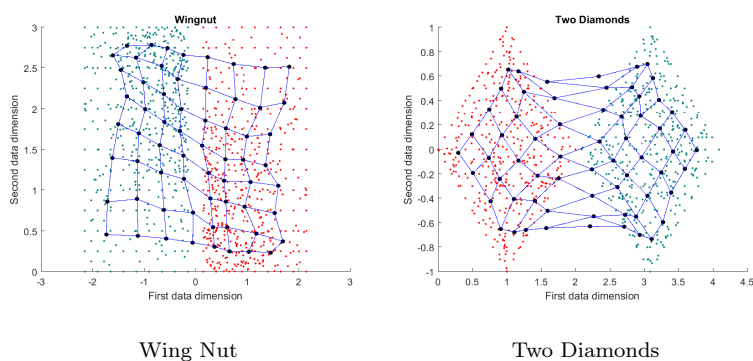 Wingnut
3
2.5
2
1.5
1
0.5
0
-3 -2 -1 0 1 2 3
First data dimension
Second data dimension
Two Diamonds
1
0.8
0.6
0.4
0.2
0
-0.2
-0.4
-0.6
-0.8
-1
0 0.5 1 1.5 2 2.5 3 3.5 4 4.5
First data dimension
Second data dimension
Wing Nut
Two Diamonds